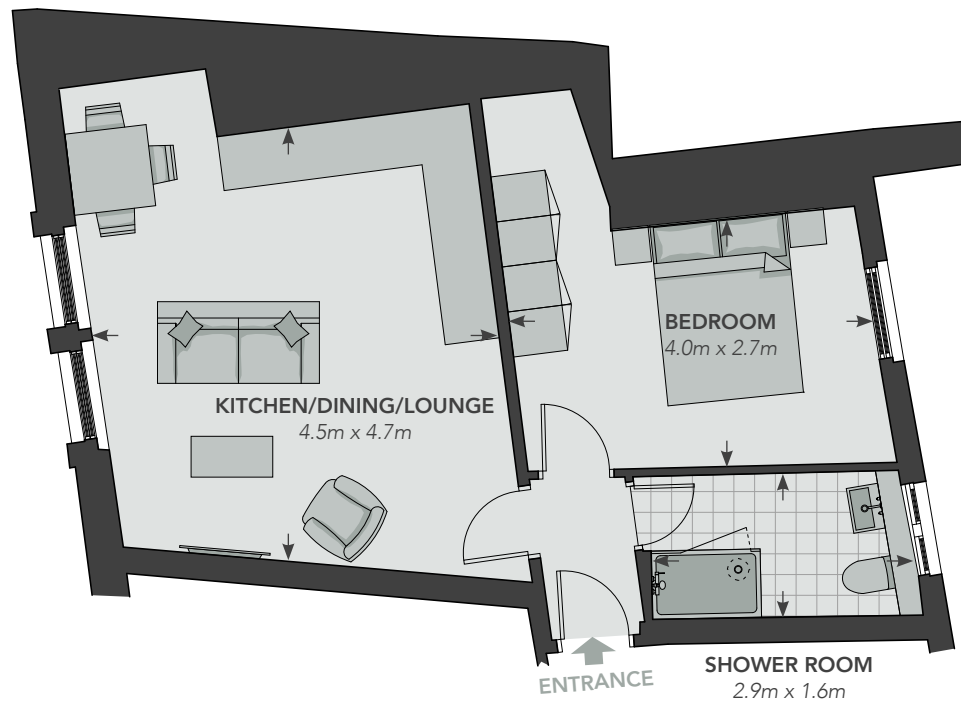 BEDROOM
4.0m x 2.7m
KITCHEN/DINING/LOUNGE
4.5m x 4.7m
ENTRANCE
SHOWER ROOM
2.9m x 1.6m